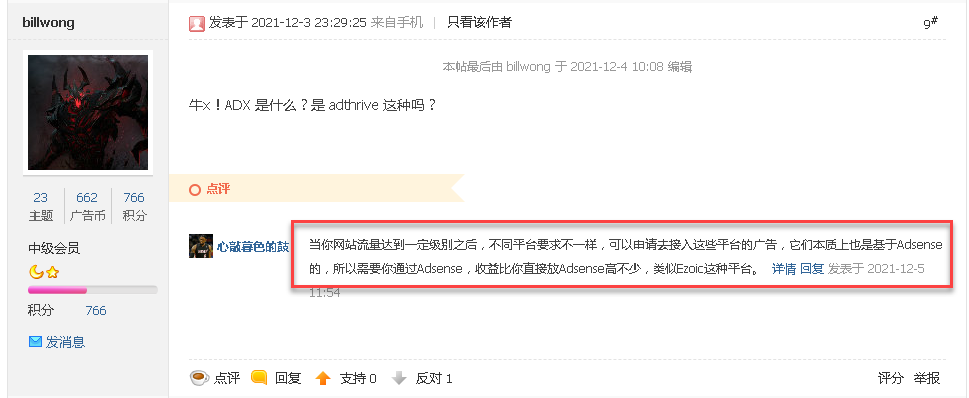 billwong
发表于 2021-12-3 23:29:25 来自手机 | 只看该作者
9#
本帖最后由 billwong 于 2021-12-4 10:08 编辑
牛x！ADX 是什么？是 adthrive 这种吗？
23 662 766
主题 广告币 积分
中级会员
积分 766
发消息
点评
心敲暮色的鼓
当你网站流量达到一定级别之后，不同平台要求不一样，可以申请去接入这些平台的广告，它们本质上也是基于Adsense
的，所以需要你通过Adsense，收益比你直接放Adsense高不少，类似Ezoic这种平台。 详情 回复 发表于 2021-12-5
11:54
点评 回复 支持 0 反对 1
评分 举报